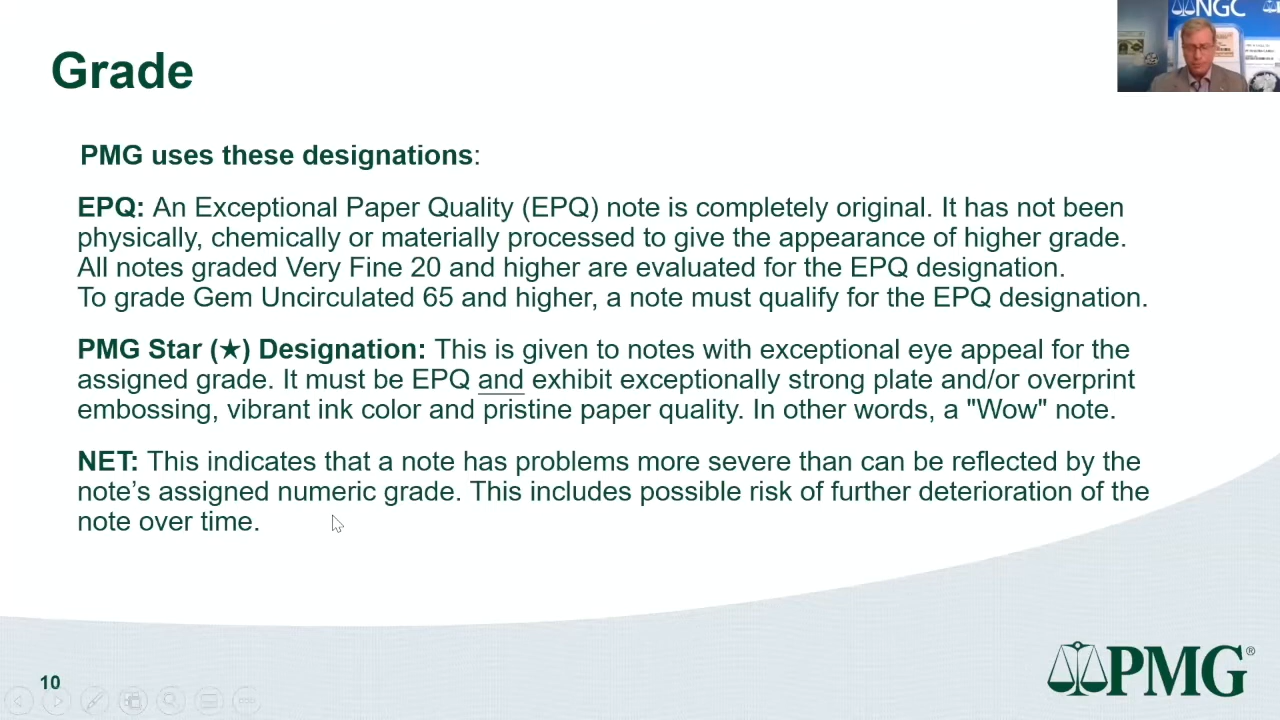 NGC
Grade
PMG uses these designations:
EPQ: An Exceptional Paper Quality (EPQ) note is completely original. It has not been
physically, chemically or materially processed to give the appearance of higher grade.
All notes graded Very Fine 20 and higher are evaluated for the EPQ designation.
To grade Gem Uncirculated 65 and higher, a note must qualify for the EPQ designation.
PMG Star (★) Designation: This is given to notes with exceptional eye appeal for the
assigned grade. It must be EPQ and exhibit exceptionally strong plate and/or overprint
embossing, vibrant ink color and pristine paper quality. In other words, a "Wow" note.
NET: This indicates that a note has problems more severe than can be reflected by the
note’s assigned numeric grade. This includes possible risk of further deterioration of the
note over time.
10
PMG®